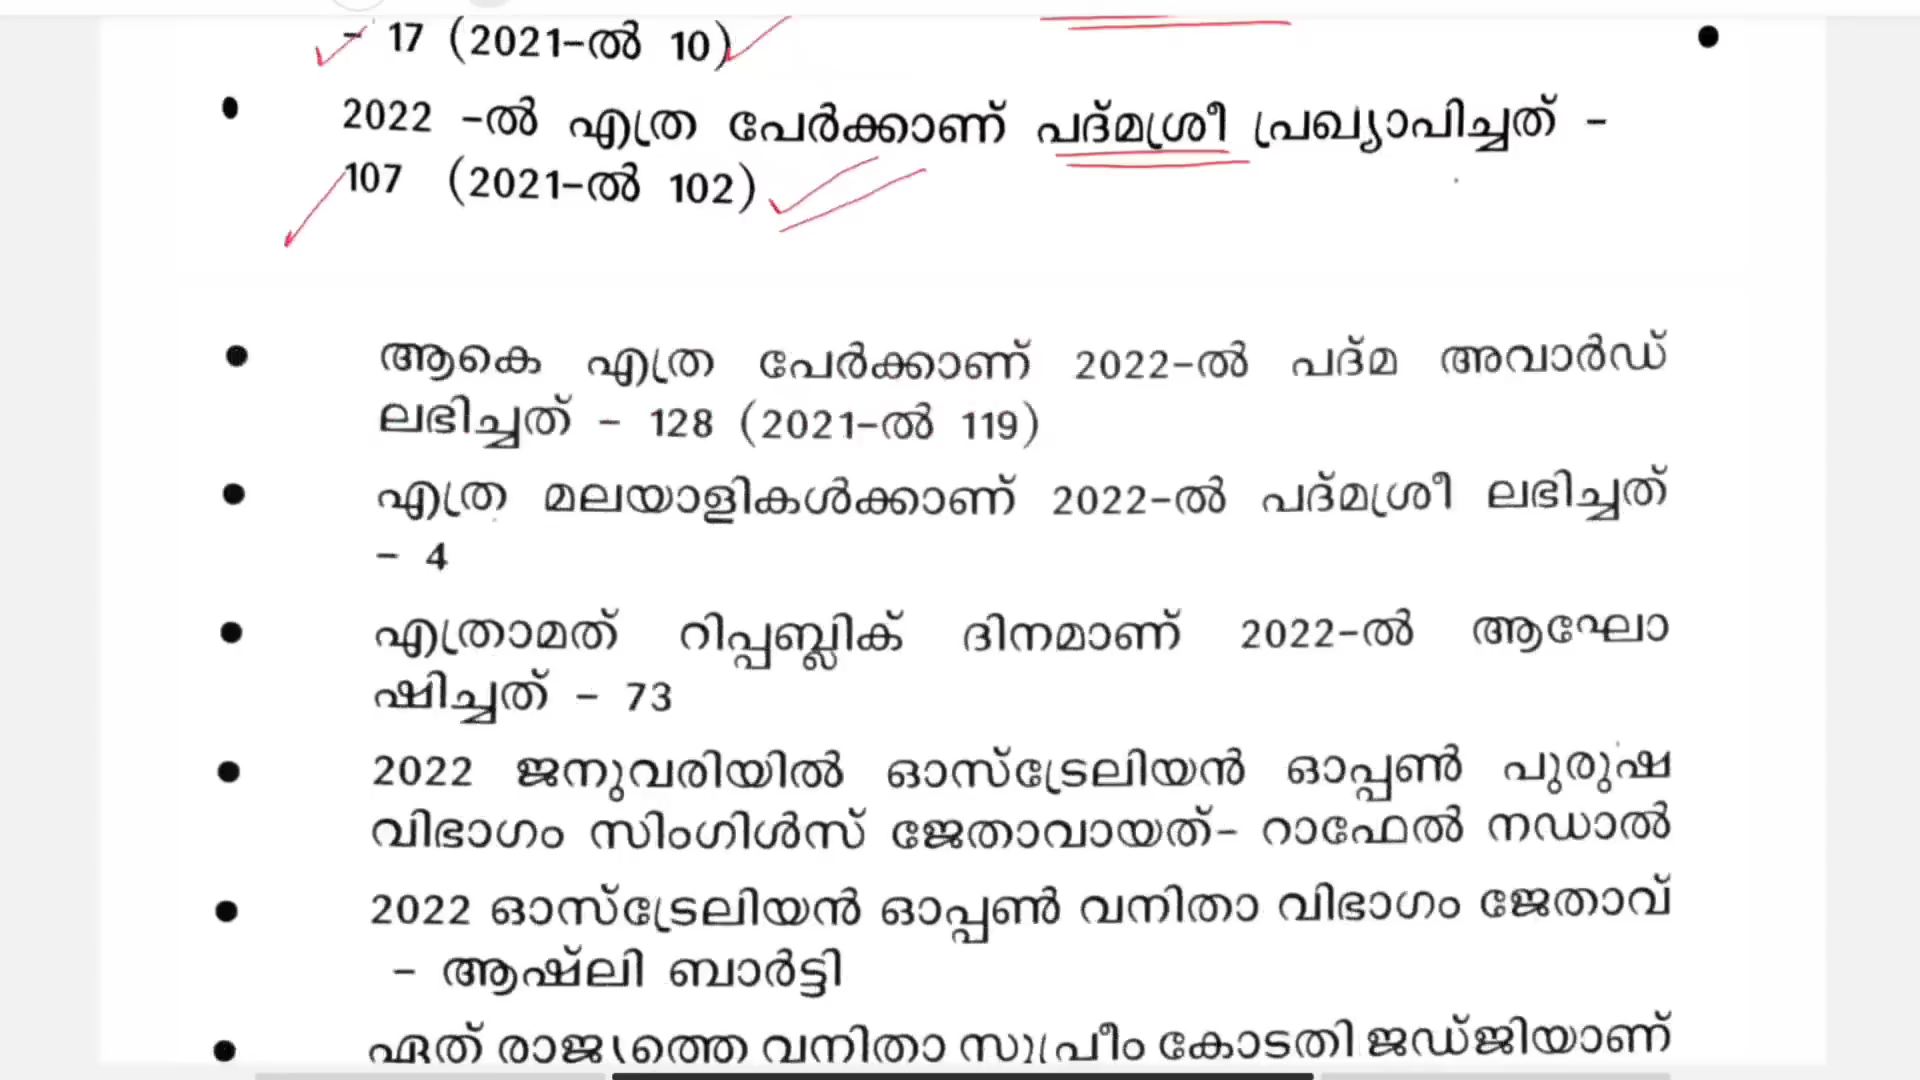 - 17 (2021-ൽ 10)
• 2022 -ൽ എത്ര പേർക്കാണ് പദ്മശ്രീ പ്രഖ്യാപിച്ചത് -
107 (2021-ൽ 102)
• ആകെ എത്ര പേർക്കാണ് 2022-ൽ പദ്മ അവാർഡ്
ലഭിച്ചത് - 128 (2021-ൽ 119)
• എത്ര മലയാളികൾക്കാണ് 2022-ൽ പദ്മശ്രീ ലഭിച്ചത്
- 4
• എത്രാമത് റിപ്പബ്ലിക് ദിനമാണ് 2022-ൽ ആഘോ
ഷിച്ചത് - 73
• 2022 ജനുവരിയിൽ ഓസ്ട്രേലിയൻ ഓപ്പൺ പുരുഷ
വിഭാഗം സിംഗിൾസ് ജേതാവായത്- റാഫേൽ നഡാൽ
• 2022 ഓസ്ട്രേലിയൻ ഓപ്പൺ വനിതാ വിഭാഗം ജേതാവ്
- ആഷ്‌ലി ബാർട്ടി
• ഏത് രാജ്യത്തെ വനിതാ സുപ്രീം കോടതി ജഡ്ജിയാണ്